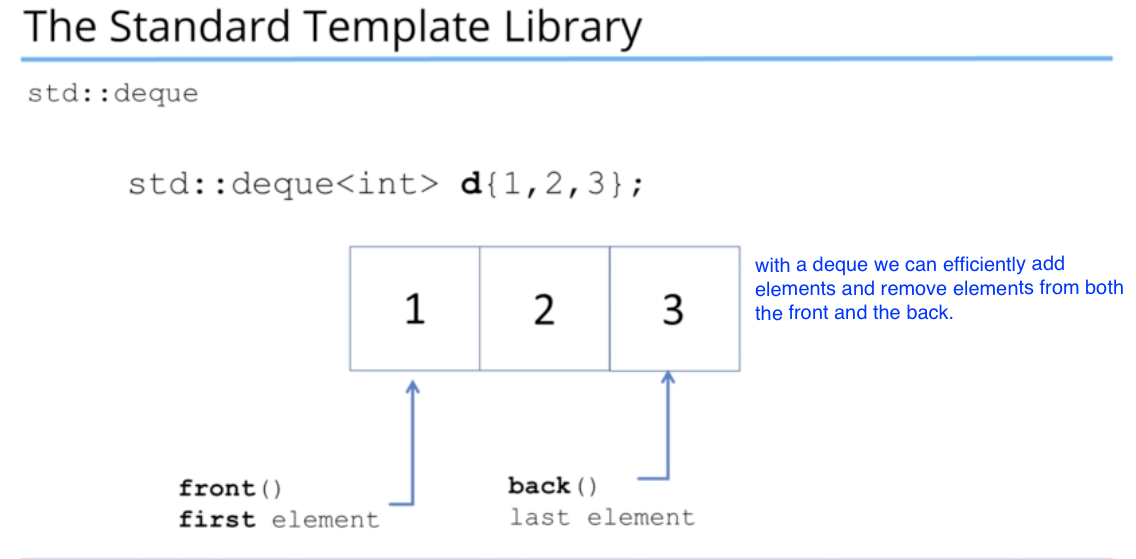 The Standard Template Library
std::deque
std::deque<int> d{1,2,3};
1 2 3
with a deque we can efficiently add
elements and remove elements from both
the front and the back.
front()
first element
back()
last element